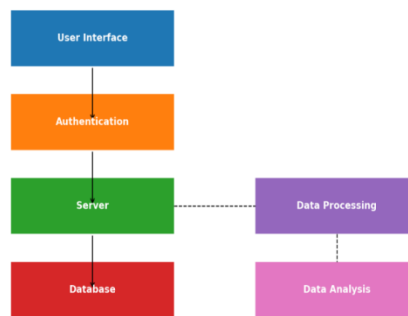 User Interface
Authentication
Server
Data Processing
Database
Data Analysis